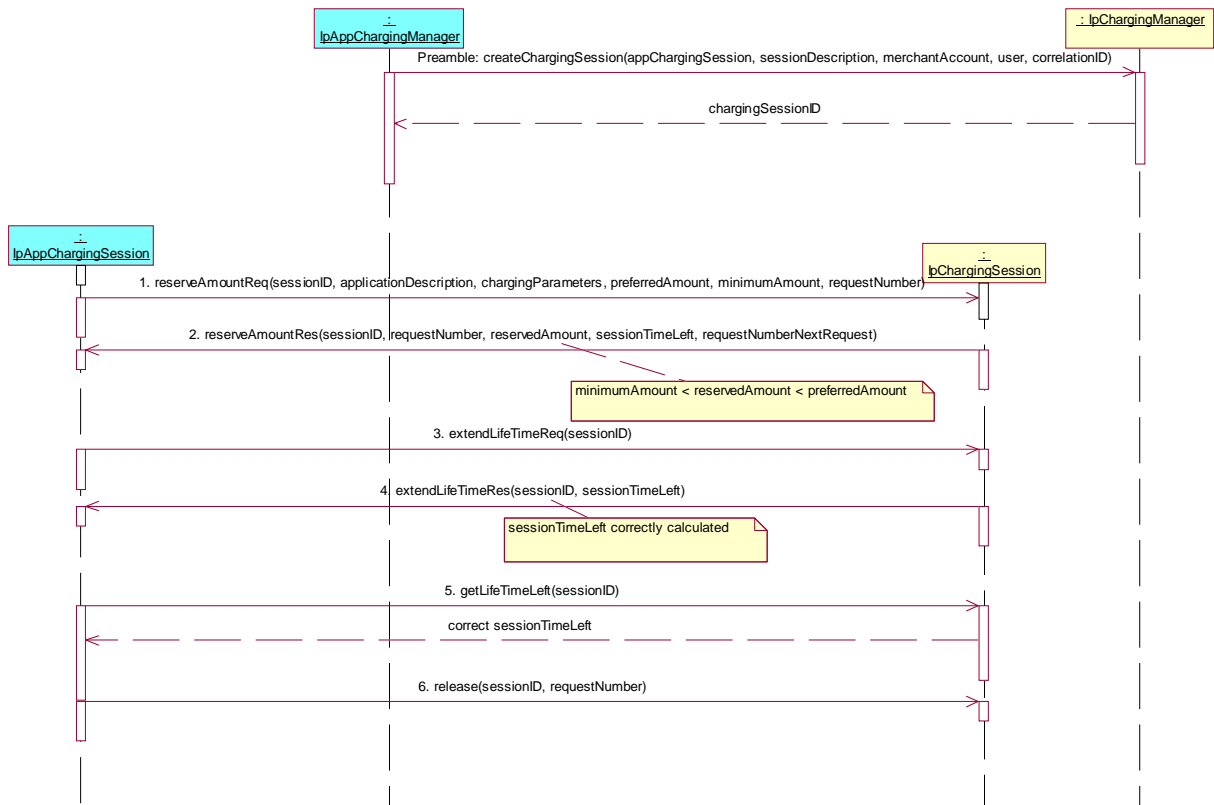 :
IpAppChargingManager
: IpChargingManager
Preamble: createChargingSession(appChargingSession, sessionDescription, merchantAccount, user, correlationID)
chargingSessionID
:
IpAppChargingSession
:
IpChargingSession
1. reserveAmountReq(sessionID, applicationDescription, chargingParameters, preferredAmount, minimumAmount, requestNumber)
2. reserveAmountRes(sessionID, requestNumber, reservedAmount, sessionTimeLeft, requestNumberNextRequest)
minimumAmount < reservedAmount < preferredAmount
3. extendLifeTimeReq(sessionID)
4. extendLifeTimeRes(sessionID, sessionTimeLeft)
sessionTimeLeft correctly calculated
5. getLifeTimeLeft(sessionID)
correct sessionTimeLeft
6. release(sessionID, requestNumber)